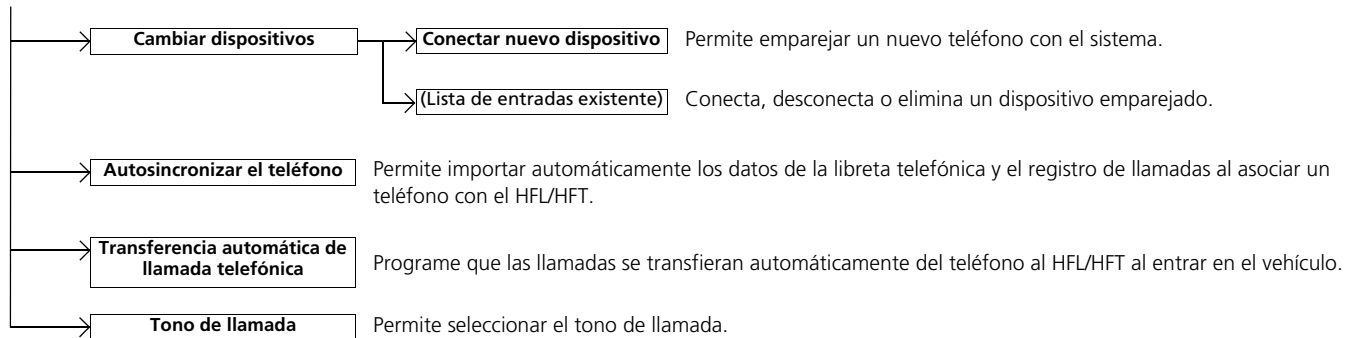 Cambiar dispositivos
Conectar nuevo dispositivo
Permite emparejar un nuevo teléfono con el sistema.
(Lista de entradas existente)
Conecta, desconecta o elimina un dispositivo emparejado.
Autosincronizar el teléfono
Permite importar automáticamente los datos de la libreta telefónica y el registro de llamadas al asociar un
teléfono con el HFL/HFT.
Transferencia automática de
llamada telefónica
Programe que las llamadas se transfieran automáticamente del teléfono al HFL/HFT al entrar en el vehículo.
Tono de llamada
Permite seleccionar el tono de llamada.